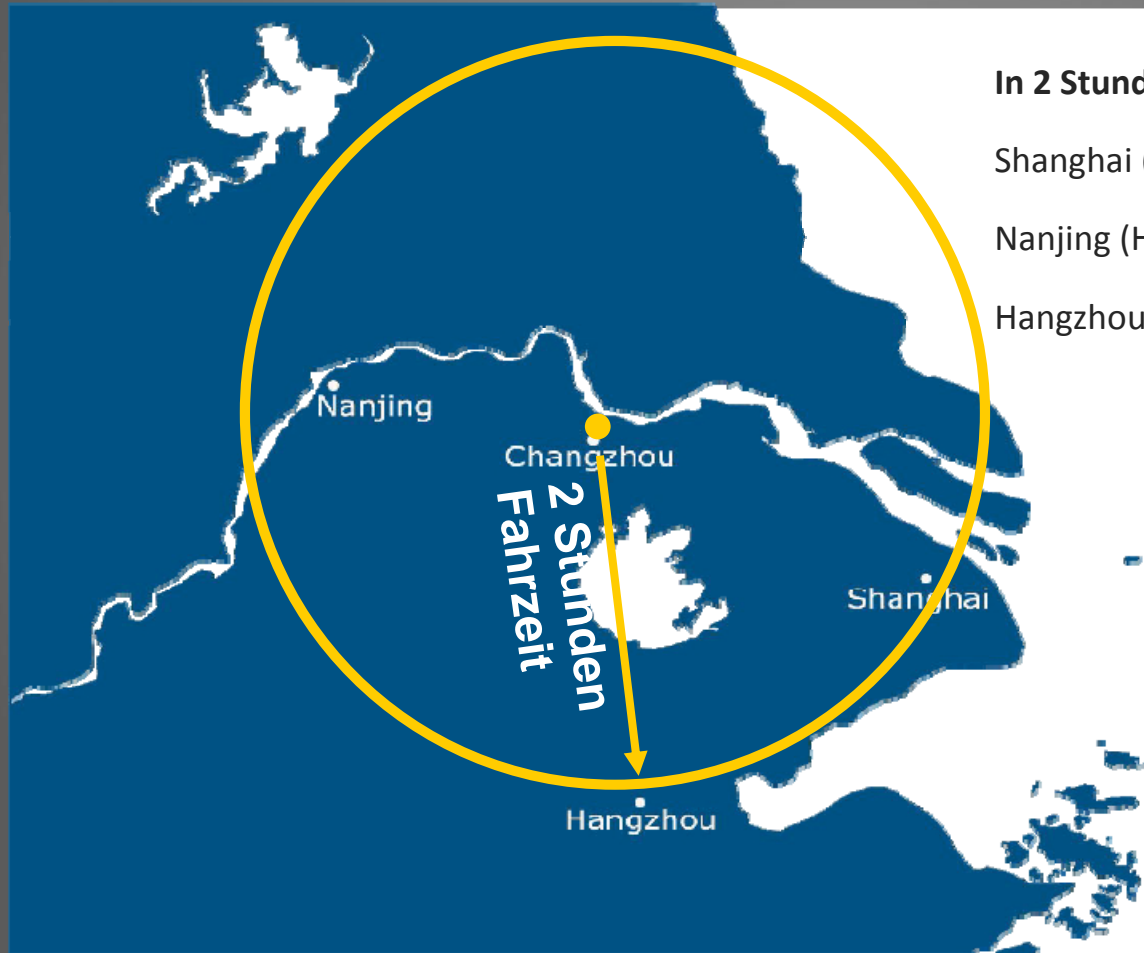 In 2 Stund
Shanghai (
Nanjing (H
Hangzhou
Nanjing
Changzhou
2 Stunden
Fahrzeit
Shanghai
Hangzhou